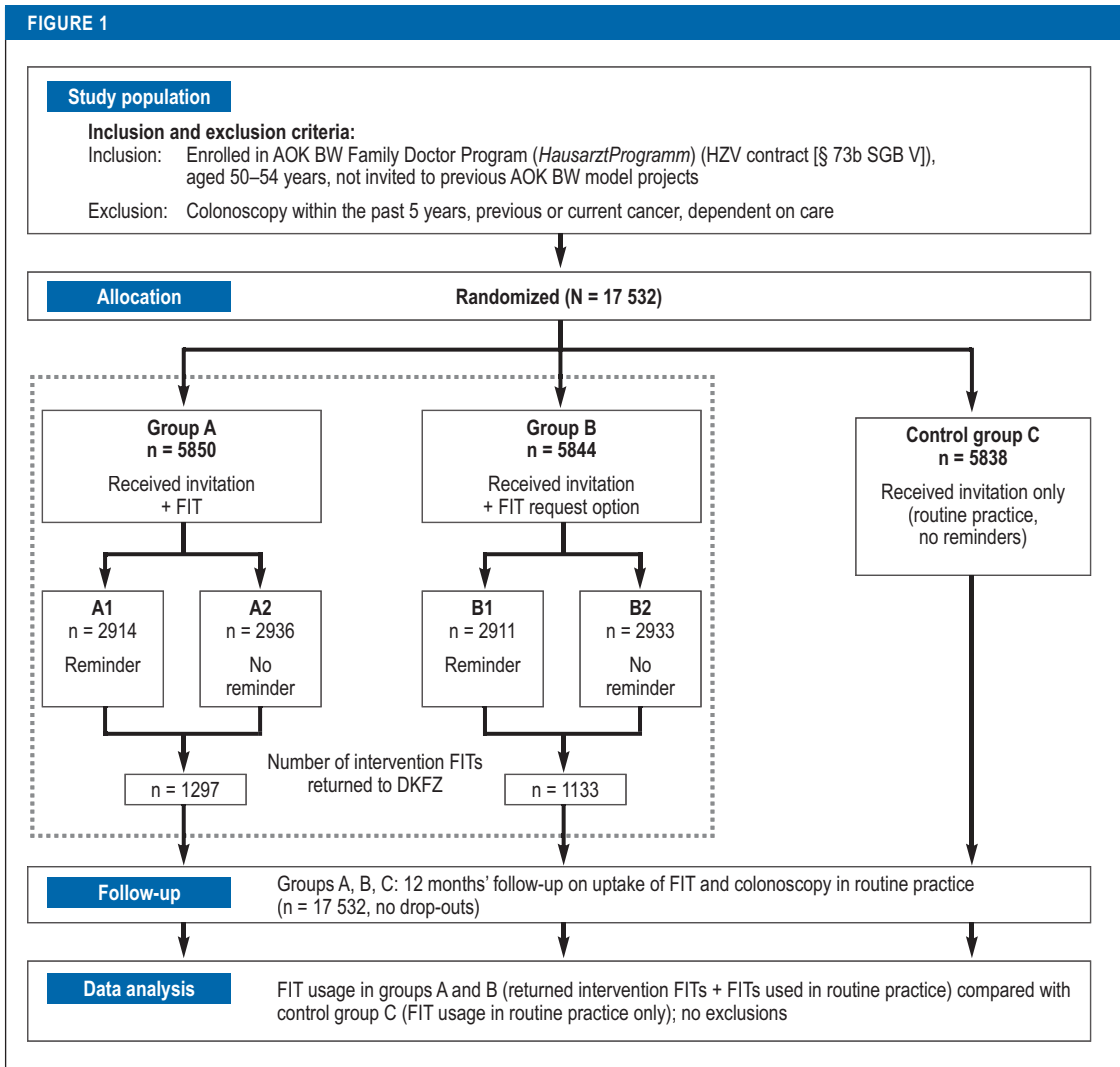 FIGURE 1
Study population
Inclusion and exclusion criteria:
Inclusion: Enrolled in AOK BW Family Doctor Program (HausarztProgramm) (HZV contract [§ 73b SGB V]),
aged 50–54 years, not invited to previous AOK BW model projects
Exclusion: Colonoscopy within the past 5 years, previous or current cancer, dependent on care
Allocation
Randomized (N = 17 532)
Group A
n = 5850
Received invitation
+ FIT
Group B
n = 5844
Received invitation
+ FIT request option
Control group C
n = 5838
Received invitation only
(routine practice,
no reminders)
A1
n = 2914
Reminder
A2
n = 2936
No
reminder
B1
n = 2911
Reminder
B2
n = 2933
No
reminder
Number of intervention FITs
returned to DKFZ
n = 1297
n = 1133
Follow-up
Groups A, B, C: 12 months’ follow-up on uptake of FIT and colonoscopy in routine practice
(n = 17 532, no drop-outs)
Data analysis
FIT usage in groups A and B (returned intervention FITs + FITs used in routine practice) compared with
control group C (FIT usage in routine practice only); no exclusions